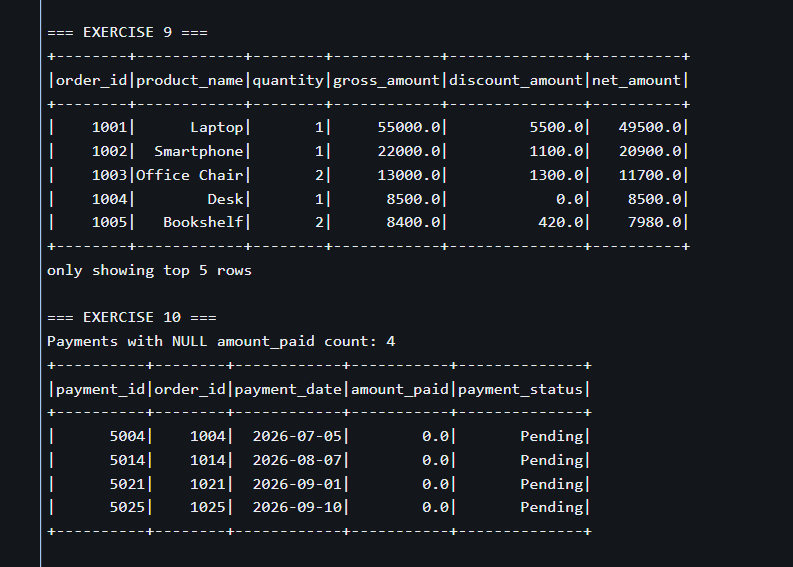 === EXERCISE 9 ===
+--------+------------+--------+------------+---------------+----------+
|order_id|product_name|quantity|gross_amount|discount_amount|net_amount|
+--------+------------+--------+------------+---------------+----------+
|    1001|      Laptop|       1|     55000.0|         5500.0|   49500.0|
|    1002|  Smartphone|       1|     22000.0|         1100.0|   20900.0|
|    1003|Office Chair|       2|     13000.0|         1300.0|   11700.0|
|    1004|        Desk|       1|      8500.0|            0.0|    8500.0|
|    1005|   Bookshelf|       2|      8400.0|          420.0|    7980.0|
+--------+------------+--------+------------+---------------+----------+
only showing top 5 rows
=== EXERCISE 10 ===
Payments with NULL amount_paid count: 4
+----------+--------+------------+-----------+--------------+
|payment_id|order_id|payment_date|amount_paid|payment_status|
+----------+--------+------------+-----------+--------------+
|      5004|    1004|  2026-07-05|        0.0|       Pending|
|      5014|    1014|  2026-08-07|        0.0|       Pending|
|      5021|    1021|  2026-09-01|        0.0|       Pending|
|      5025|    1025|  2026-09-10|        0.0|       Pending|
+----------+--------+------------+-----------+--------------+